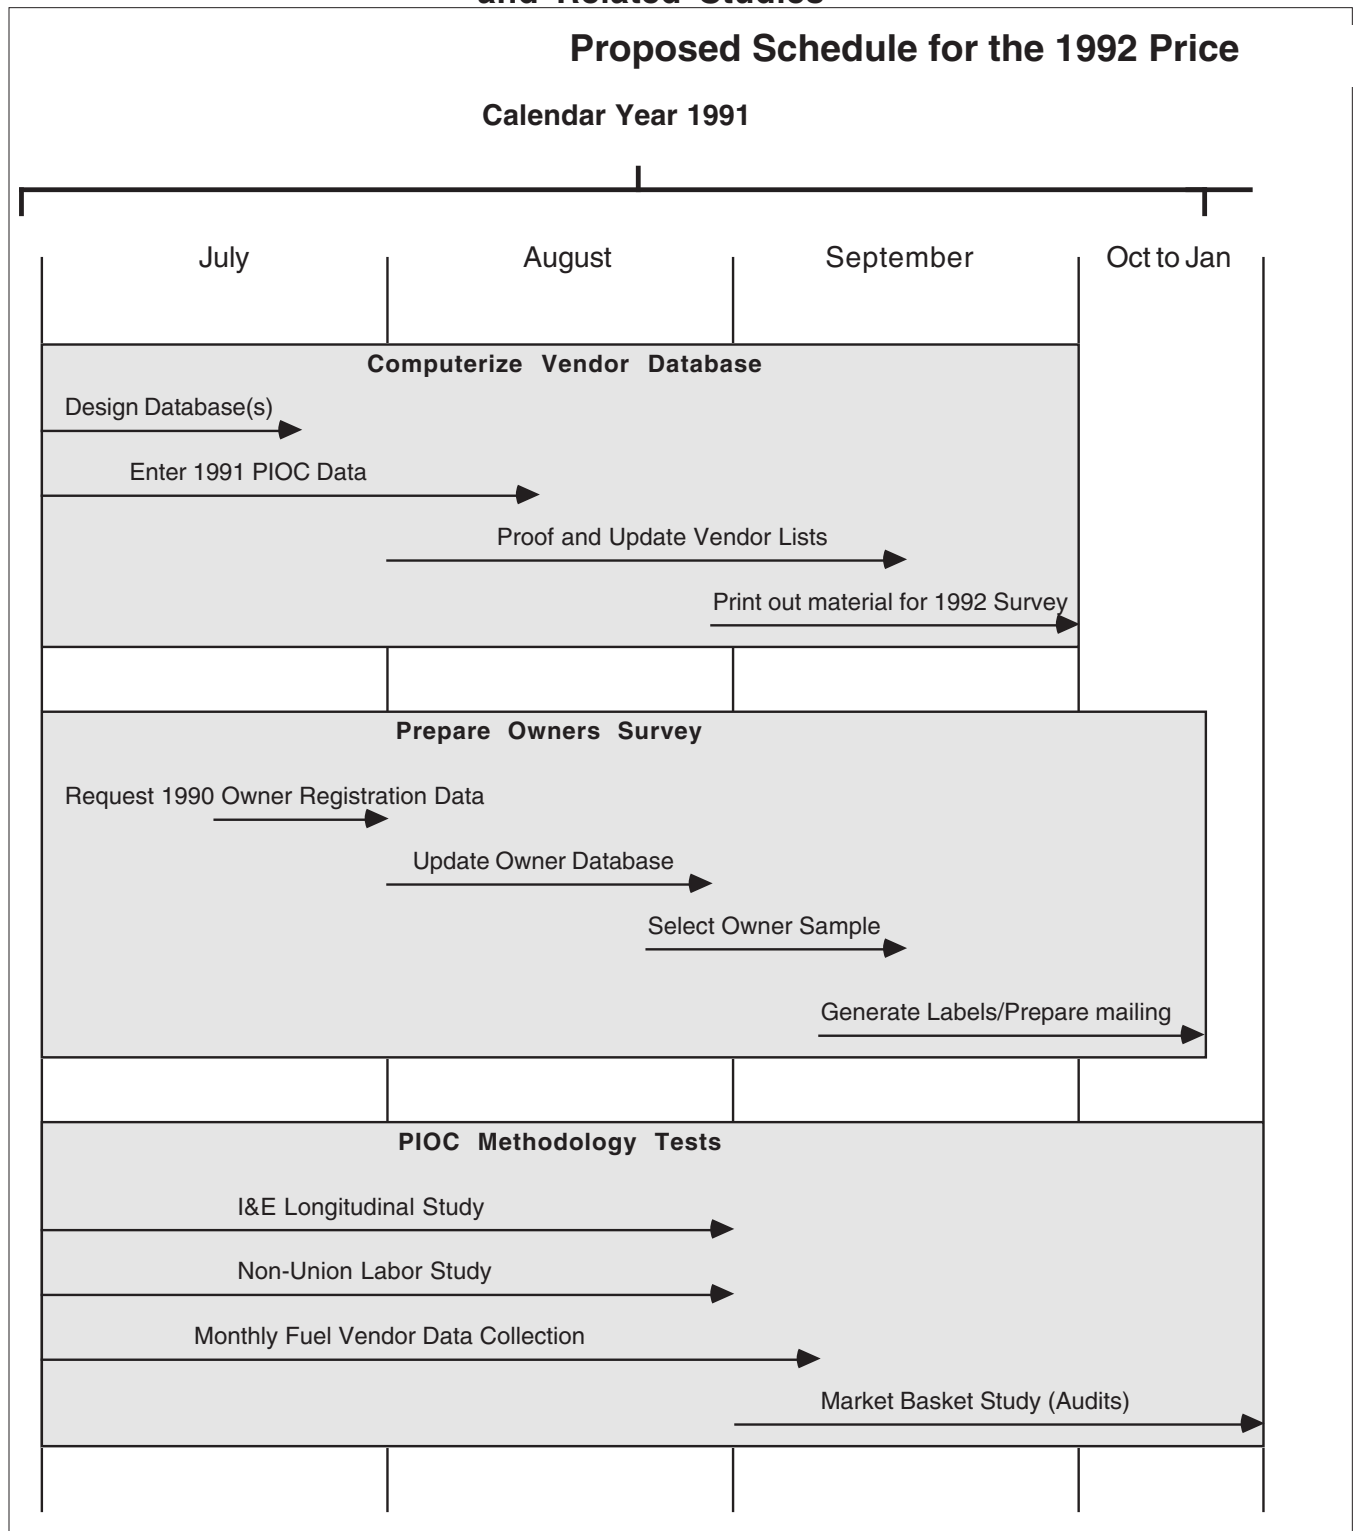 and Related Studies
Proposed Schedule for the 1992 Price
Calendar Year 1991
July August September Oct to Jan
Computerize Vendor Database
Design Database(s)
Enter 1991 PIOC Data
Proof and Update Vendor Lists
Print out material for 1992 Survey
Prepare Owners Survey
Request 1990 Owner Registration Data
Update Owner Database
Select Owner Sample
Generate Labels/Prepare mailing
PIOC Methodology Tests
I&E Longitudinal Study
Non-Union Labor Study
Monthly Fuel Vendor Data Collection
Market Basket Study (Audits)